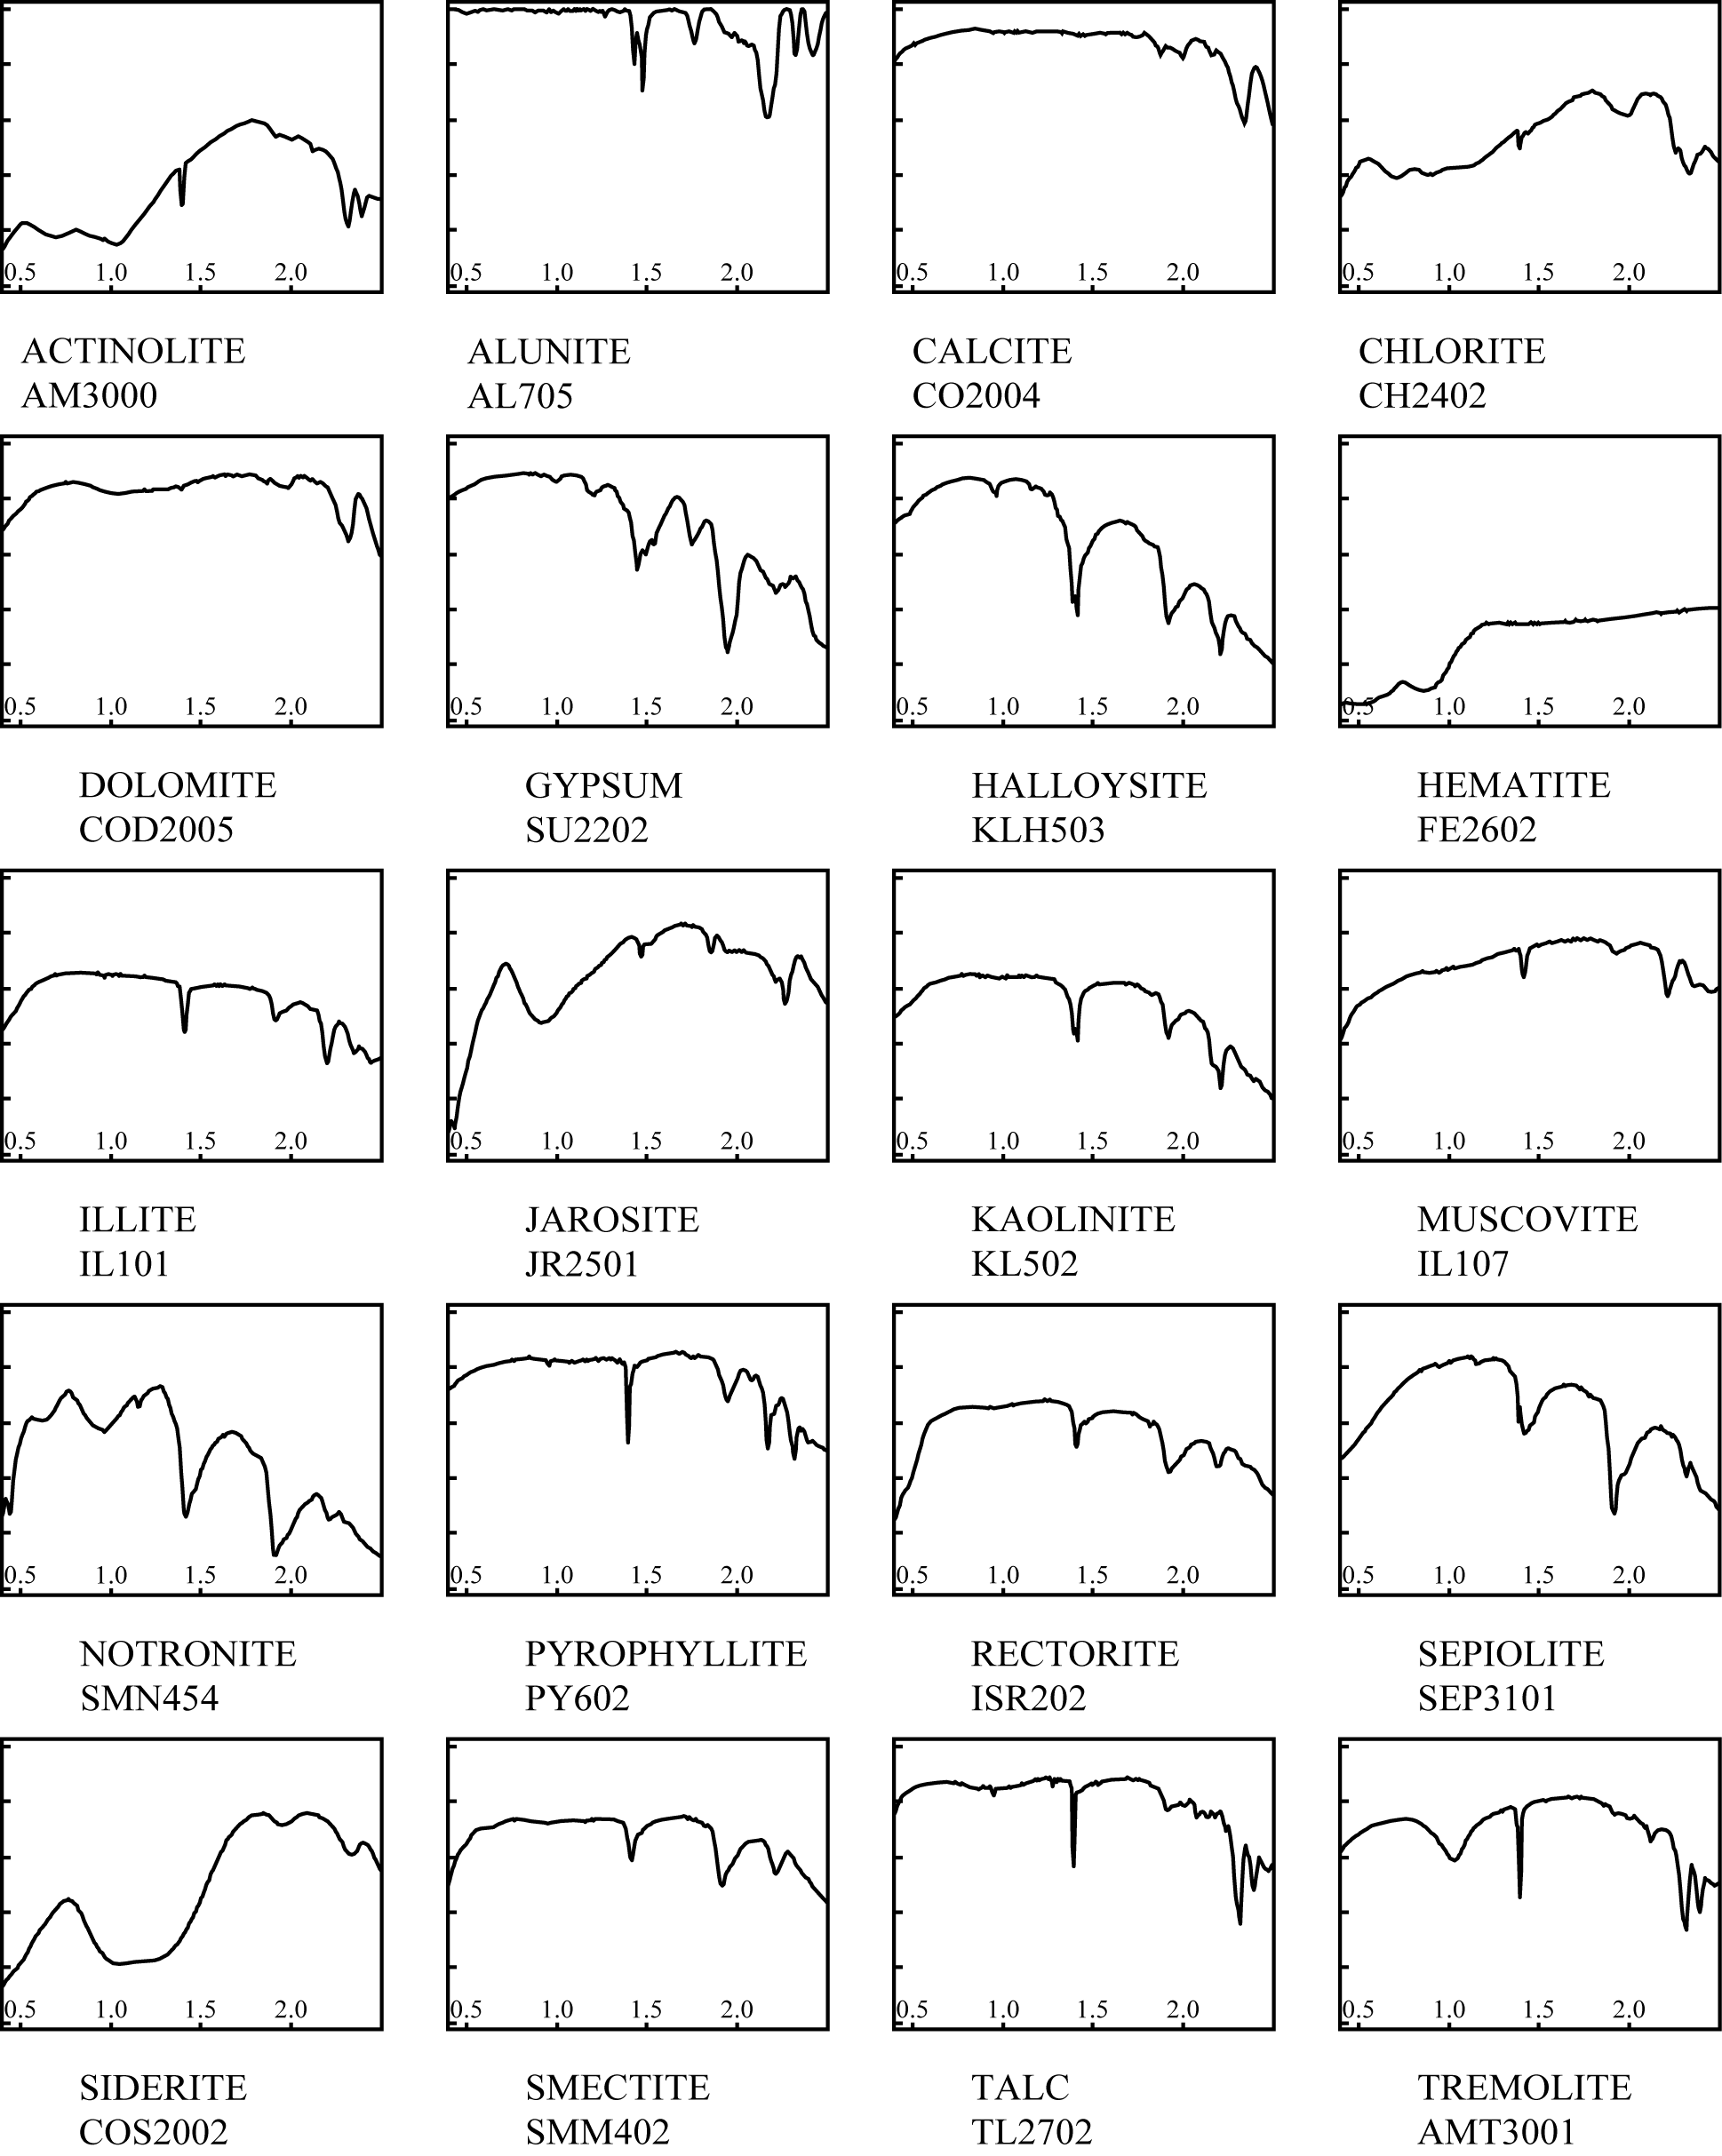 0.5 1.0 1.5 2.0 0.5 1.0 1.5 2.0 0.5 1.0 1.5 2.0 0.5 1.0 1.5 2.0
ACTINOLITE ALUNITE CALCITE CHLORITE
AM3000 AL705 CO2004 CH2402
0.5 1.0 1.5 2.0 0.5 1.0 1.5 2.0 0.5 1.0 1.5 2.0 0.5 1.0 1.5 2.0
DOLOMITE GYPSUM HALLOYSITE HEMATITE
COD2005 SU2202 KLH503 FE2602
0.5 1.0 1.5 2.0 0.5 1.0 1.5 2.0 0.5 1.0 1.5 2.0 0.5 1.0 1.5 2.0
ILLITE JAROSITE KAOLINITE MUSCOVITE
IL101 JR2501 KL502 IL107
0.5 1.0 1.5 2.0 0.5 1.0 1.5 2.0 0.5 1.0 1.5 2.0 0.5 1.0 1.5 2.0
NOTRONITE PYROPHYLLITE RECTORITE SEPIOLITE
SMN454 PY602 ISR202 SEP3101
0.5 1.0 1.5 2.0 0.5 1.0 1.5 2.0 0.5 1.0 1.5 2.0 0.5 1.0 1.5 2.0
SIDERITE SMECTITE TALC TREMOLITE
COS2002 SMM402 TL2702 AMT3001